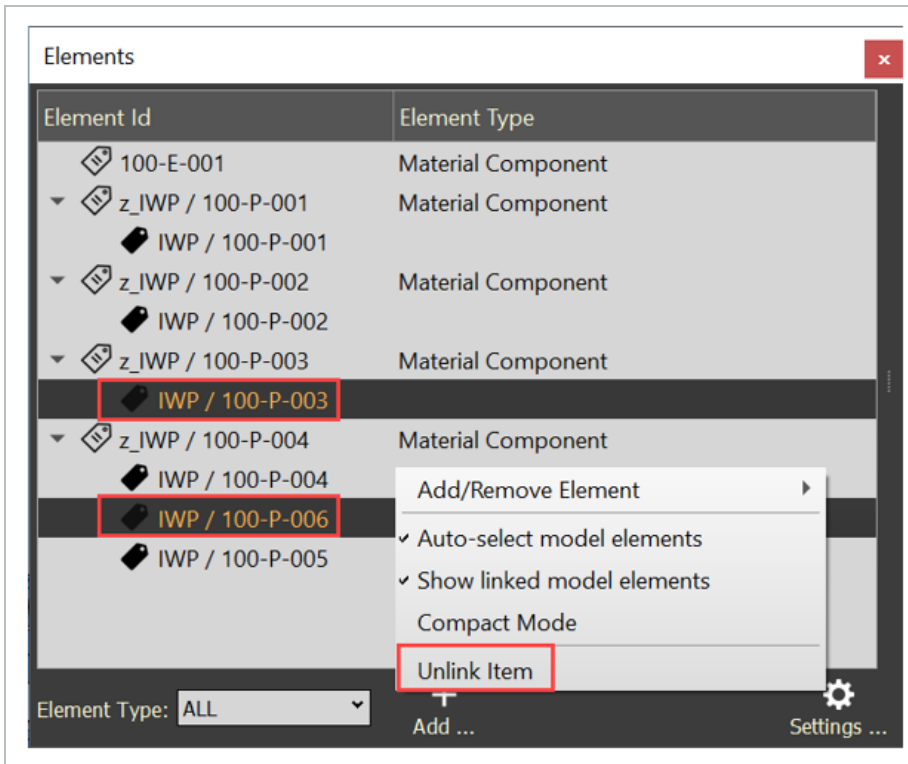 Elements
x
Element Id Element Type
100-E-001 Material Component
z_IWP / 100-P-001 Material Component
IWP / 100-P-001
z_IWP / 100-P-002 Material Component
IWP / 100-P-002
z_IWP / 100-P-003 Material Component
IWP / 100-P-003
z_IWP / 100-P-004 Material Component
IWP / 100-P-004
IWP / 100-P-006
IWP / 100-P-005
Add/Remove Element
Auto-select model elements
Show linked model elements
Compact Mode
Unlink Item
Element Type: ALL
Add ...
Settings ...